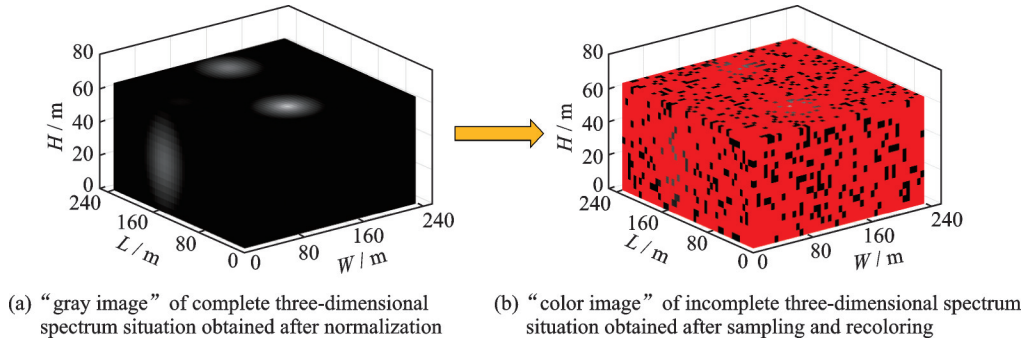 80
60
40
20
0
H / m
240
160
80
0
L / m
0
80
160
240
W / m
80
60
40
20
0
H / m
240
160
80
0
L / m
0
80
160
240
W / m
(a) “gray image” of complete three-dimensional
spectrum situation obtained after normalization
(b) “color image” of incomplete three-dimensional spectrum
situation obtained after sampling and recoloring